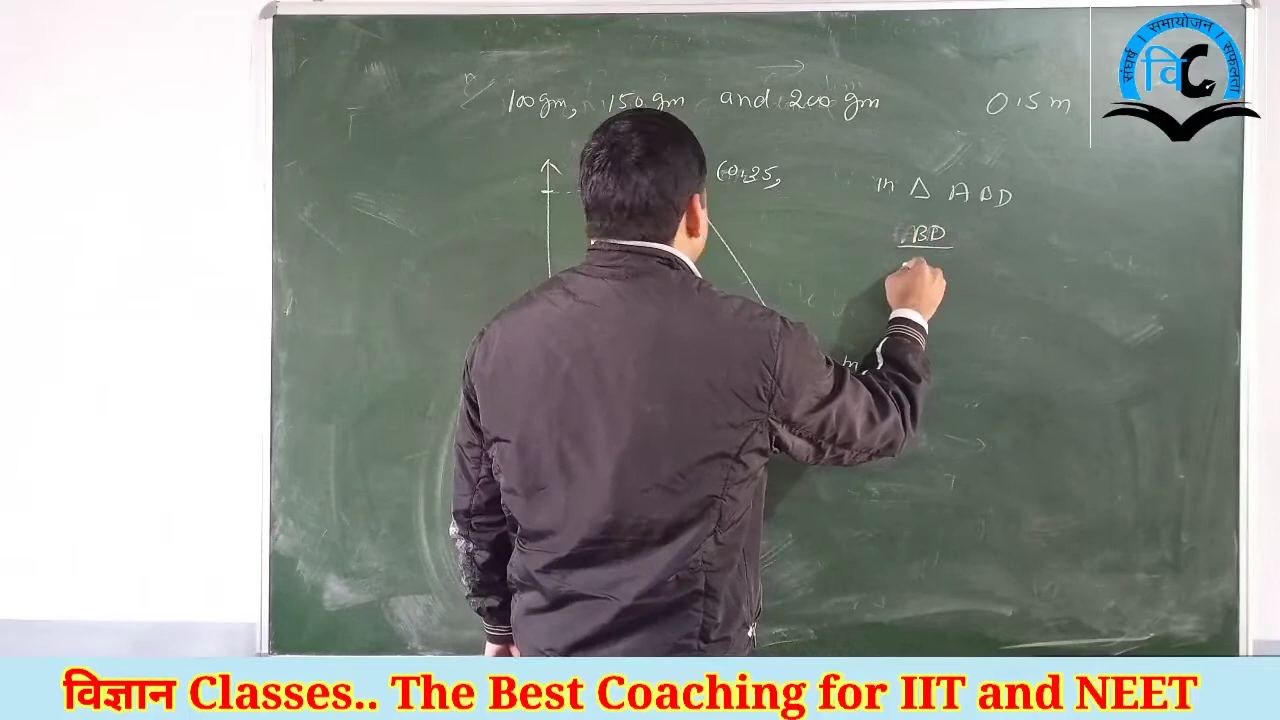 संघर्ष । समायोजन । सफलता
वि C
100 gm, 150 gm and 200 gm 0.5 m
(0.25,
in Δ ABD
BD
m,
विज्ञान Classes.. The Best Coaching for IIT and NEET